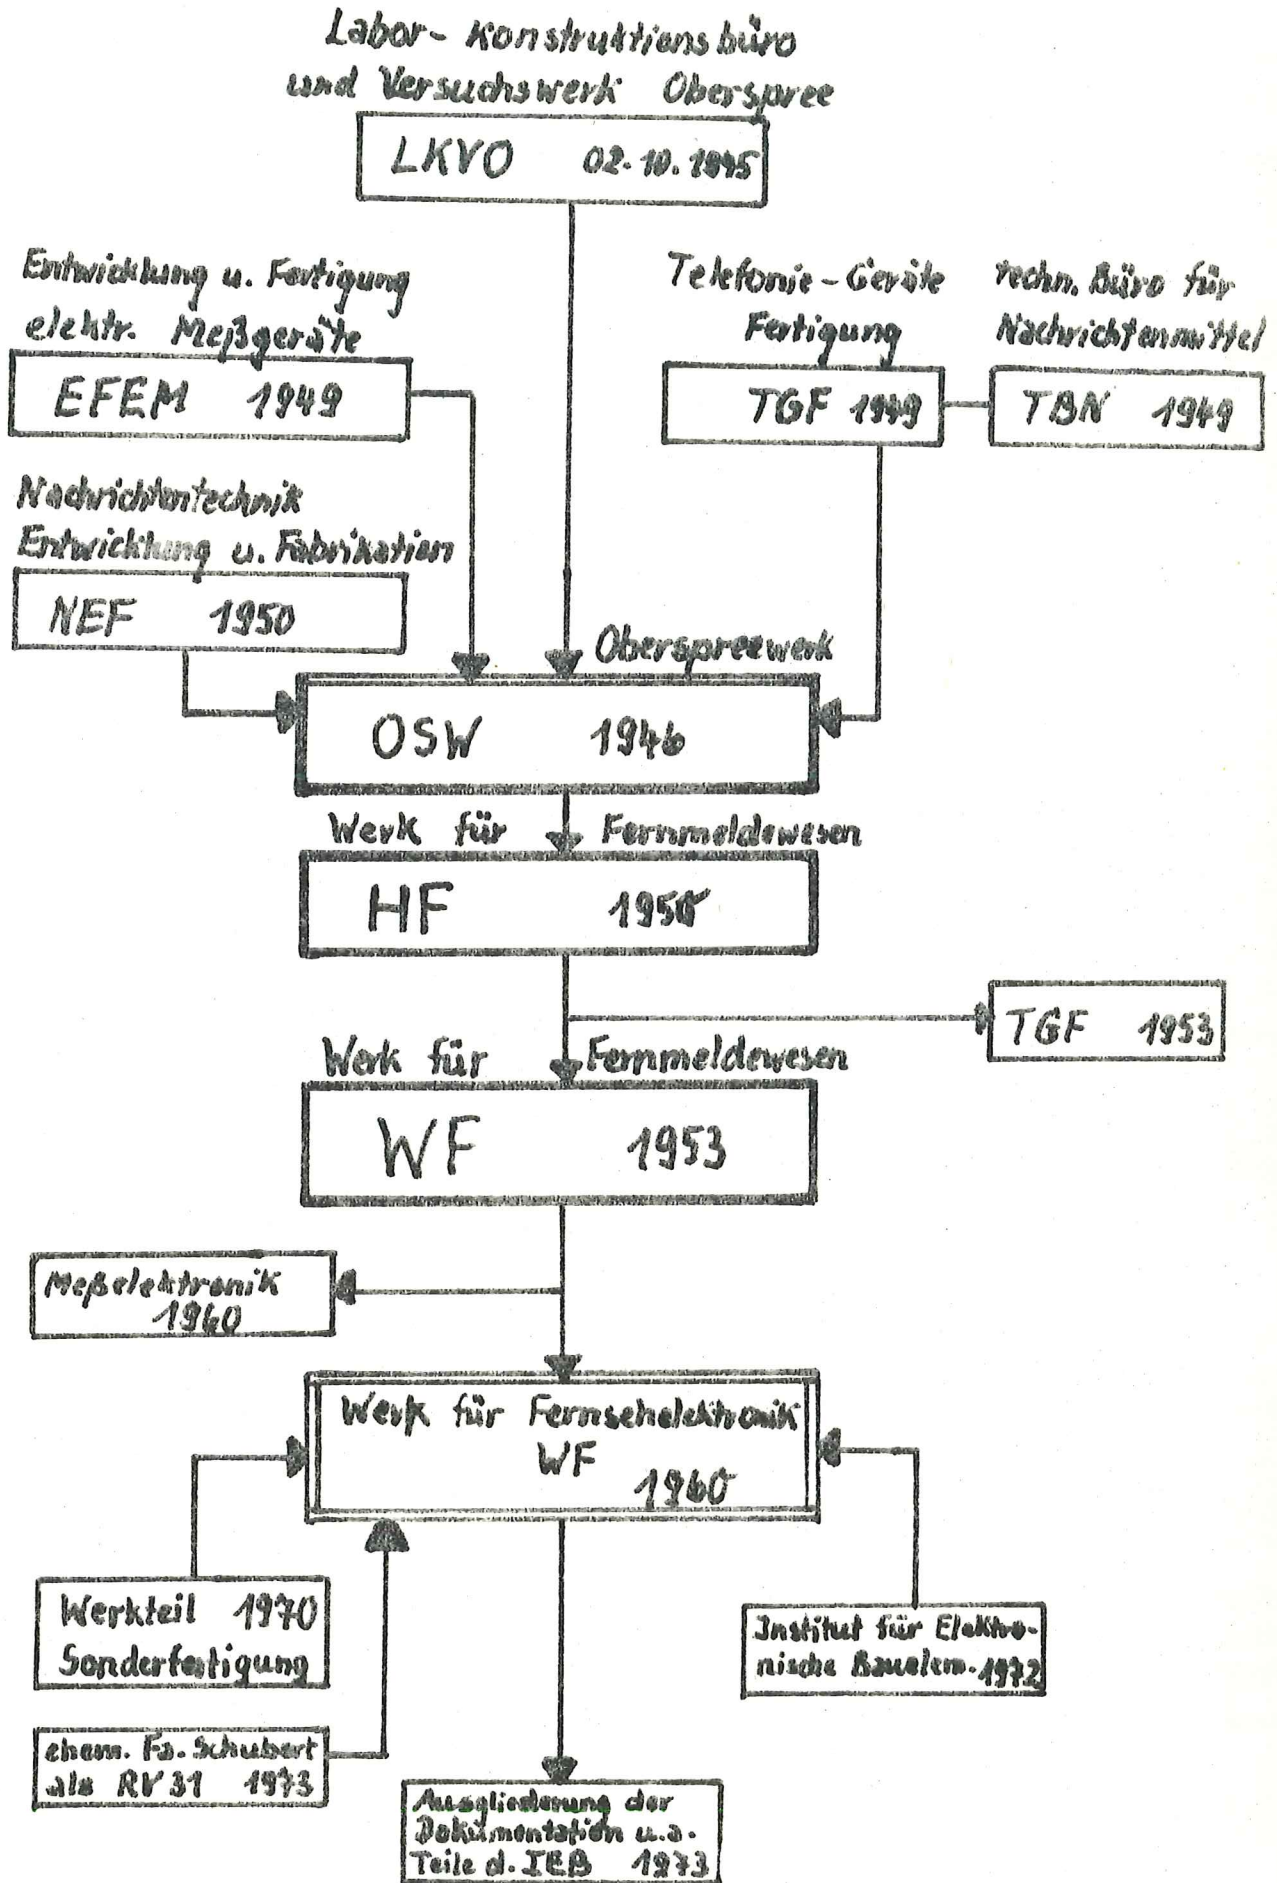 Labor-Konstruktionsbüro
und Versuchswerk Oberspree
LKVO 02.10.1945
Entwicklung u. Fertigung
elektr. Meßgeräte
EFEM 1949
Telefonie-Geräte
Fertigung
TGF 1949
techn. Büro für
Nachrichtenmittel
TBN 1949
Nachrichtentechnik
Entwicklung u. Fabrikation
NEF 1950
Oberspreewerk
OSW 1946
Werk für Fernmeldewesen
HF 1950
TGF 1953
Werk für Fernmeldewesen
WF 1953
Meßelektronik
1960
Werk für Fernsehelektronik
WF
1960
Werkteil 1970
Sonderfertigung
Institut für Elektro-
nische Bauelem. 1972
ehem. Fa. Schubert
als RV 31 1973
Ausgliederung der
Dokumentation u.a.
Teile d. IEB 1973